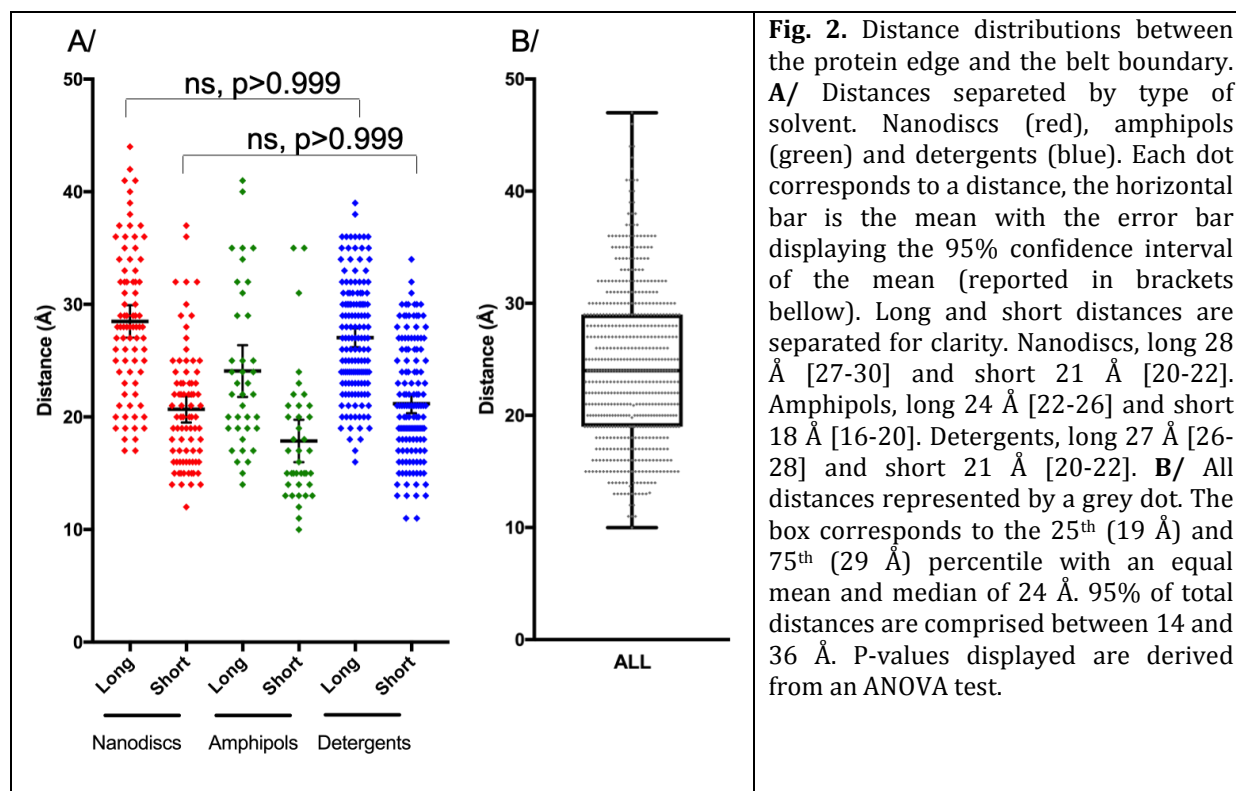 A/
ns, p>0.999
ns, p>0.999
50
40
30
20
10
0
Distance (Å)
Long
Short
Long
Short
Long
Short
Nanodiscs
Amphipols
Detergents
B/
50
40
30
20
10
0
Distance (Å)
ALL
Fig. 2. Distance distributions between
the protein edge and the belt boundary.
A/ Distances separeted by type of
solvent. Nanodiscs (red), amphipols
(green) and detergents (blue). Each dot
corresponds to a distance, the horizontal
bar is the mean with the error bar
displaying the 95% confidence interval
of the mean (reported in brackets
bellow). Long and short distances are
separated for clarity. Nanodiscs, long 28
Å [27-30] and short 21 Å [20-22].
Amphipols, long 24 Å [22-26] and short
18 Å [16-20]. Detergents, long 27 Å [26-
28] and short 21 Å [20-22]. B/ All
distances represented by a grey dot. The
box corresponds to the 25th (19 Å) and
75th (29 Å) percentile with an equal
mean and median of 24 Å. 95% of total
distances are comprised between 14 and
36 Å. P-values displayed are derived
from an ANOVA test.